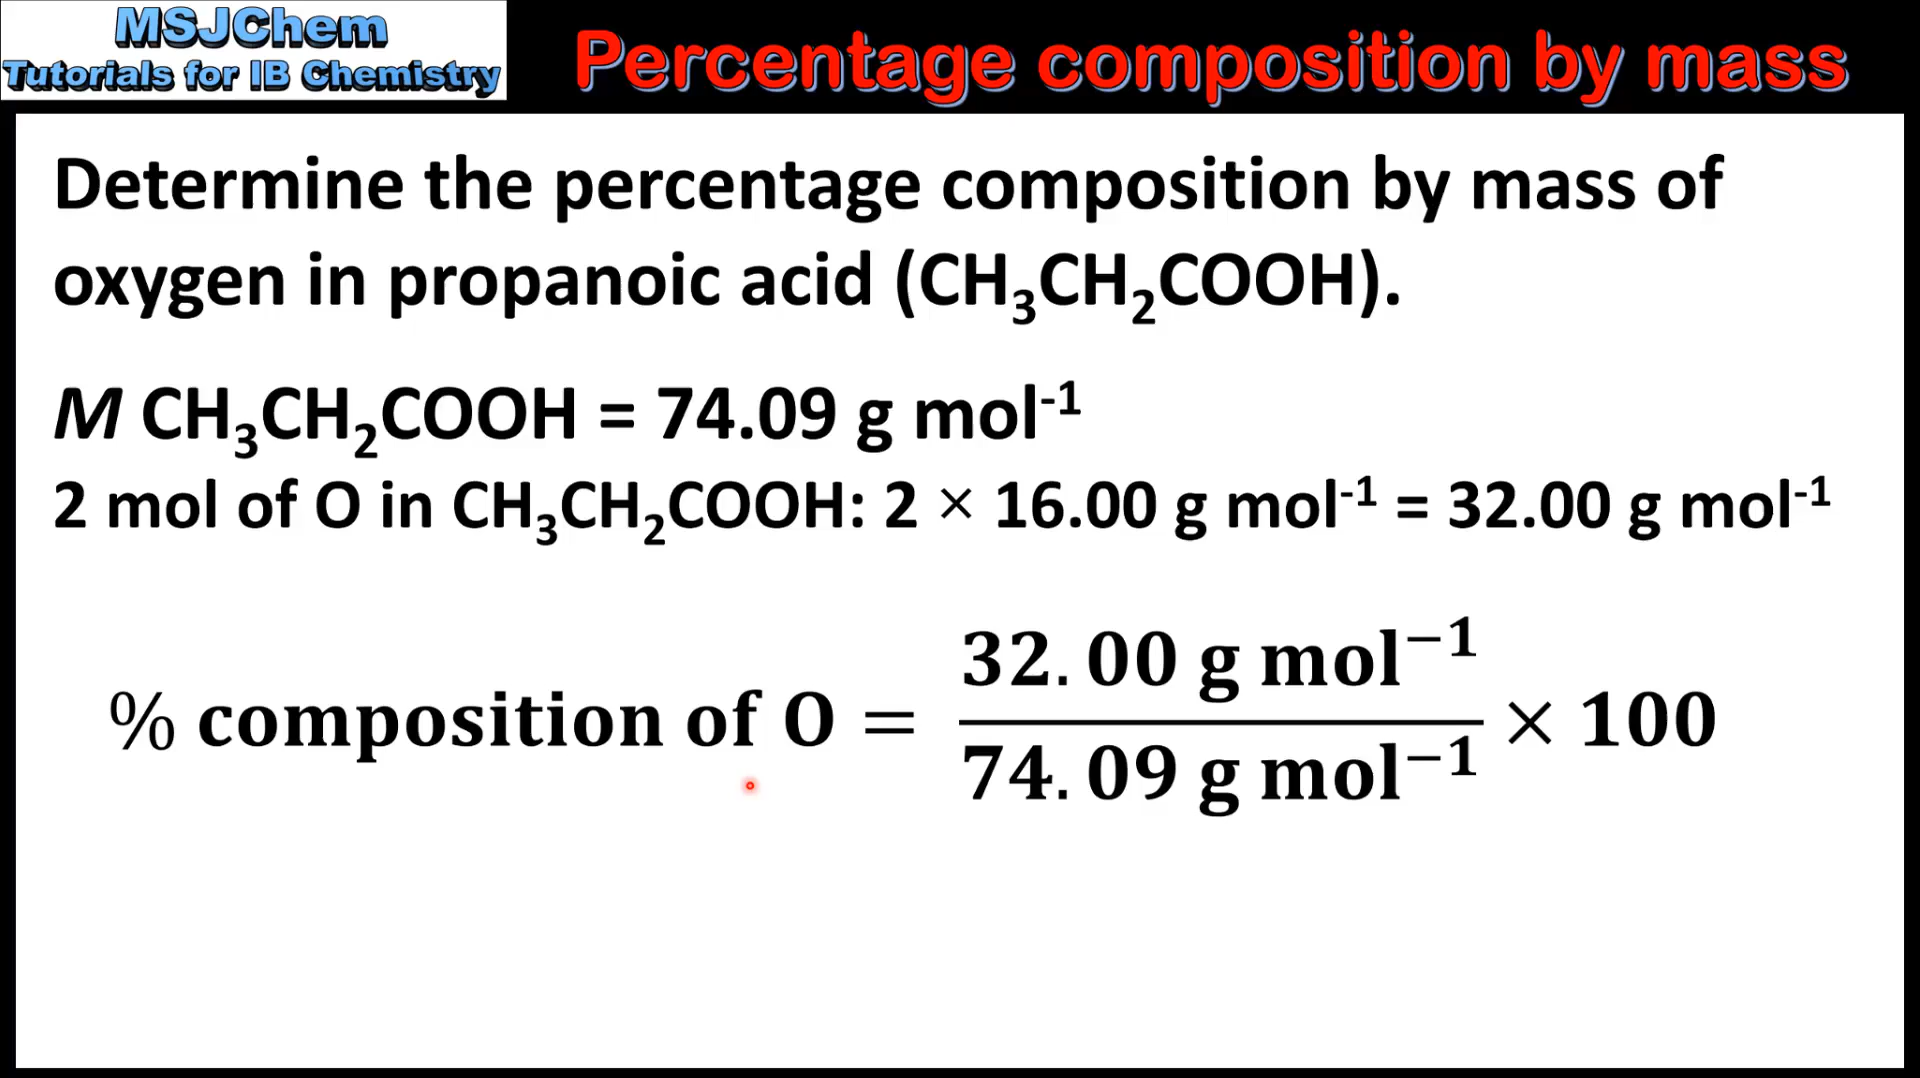 MSJChem
Tutorials for IB Chemistry
Percentage composition by mass
Determine the percentage composition by mass of
oxygen in propanoic acid (CH₃CH₂COOH).
M CH₃CH₂COOH = 74.09 g mol⁻¹
2 mol of O in CH₃CH₂COOH: 2 × 16.00 g mol⁻¹ = 32.00 g mol⁻¹
% composition of O = 32.00 g mol⁻¹ / 74.09 g mol⁻¹ × 100